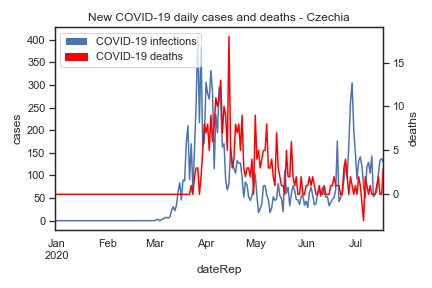 New COVID-19 daily cases and deaths - Czechia
COVID-19 infections
COVID-19 deaths
400
350
300
250
200
150
100
50
0
cases
15
10
5
0
deaths
Jan
2020
Feb
Mar
Apr
May
Jun
Jul
dateRep